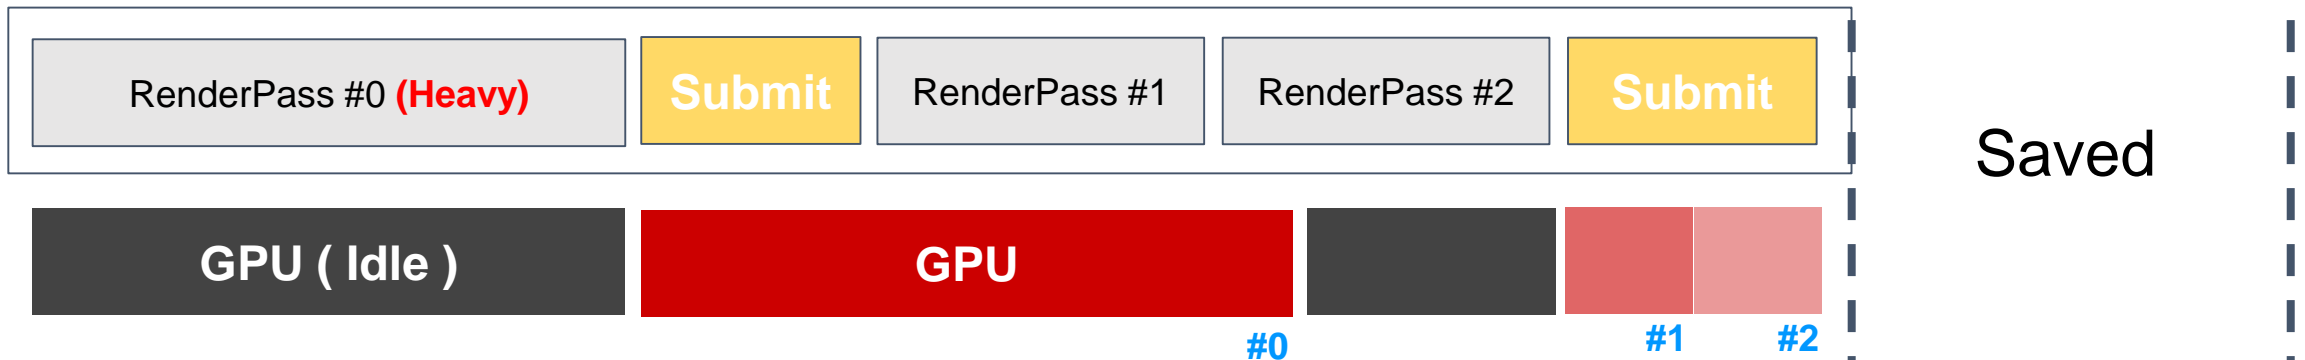 RenderPass #0 (Heavy)
Submit
RenderPass #1
RenderPass #2
Submit
Saved
GPU ( Idle )
GPU
#0
#1
#2